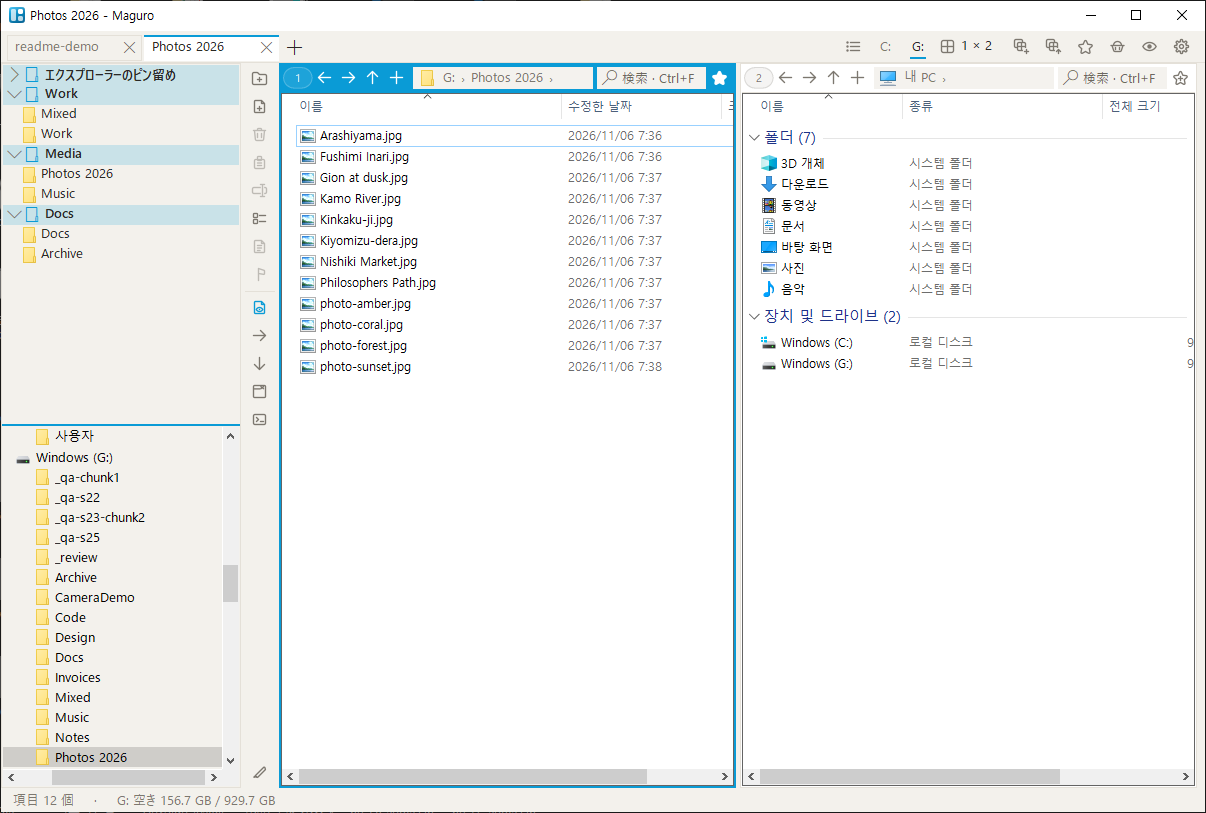 Photos 2026 - Maguro
readme-demo
Photos 2026
C:
G:
1 × 2
エクスプローラーのピン留め
Work
Mixed
Work
Media
Photos 2026
Music
Docs
Docs
Archive
사용자
Windows (G:)
_qa-chunk1
_qa-s22
_qa-s23-chunk2
_qa-s25
_review
Archive
CameraDemo
Code
Design
Docs
Invoices
Mixed
Music
Notes
Photos 2026
1
G: › Photos 2026 ›
検索 · Ctrl+F
이름
수정한 날짜
Arashiyama.jpg 2026/11/06 7:36
Fushimi Inari.jpg 2026/11/06 7:36
Gion at dusk.jpg 2026/11/06 7:37
Kamo River.jpg 2026/11/06 7:37
Kinkaku-ji.jpg 2026/11/06 7:37
Kiyomizu-dera.jpg 2026/11/06 7:37
Nishiki Market.jpg 2026/11/06 7:37
Philosophers Path.jpg 2026/11/06 7:37
photo-amber.jpg 2026/11/06 7:37
photo-coral.jpg 2026/11/06 7:37
photo-forest.jpg 2026/11/06 7:37
photo-sunset.jpg 2026/11/06 7:38
2
내 PC ›
検索 · Ctrl+F
이름
종류
전체 크기
폴더 (7)
3D 개체 시스템 폴더
다운로드 시스템 폴더
동영상 시스템 폴더
문서 시스템 폴더
바탕 화면 시스템 폴더
사진 시스템 폴더
음악 시스템 폴더
장치 및 드라이브 (2)
Windows (C:) 로컬 디스크 9
Windows (G:) 로컬 디스크 9
項目 12 個 · G: 空き 156.7 GB / 929.7 GB